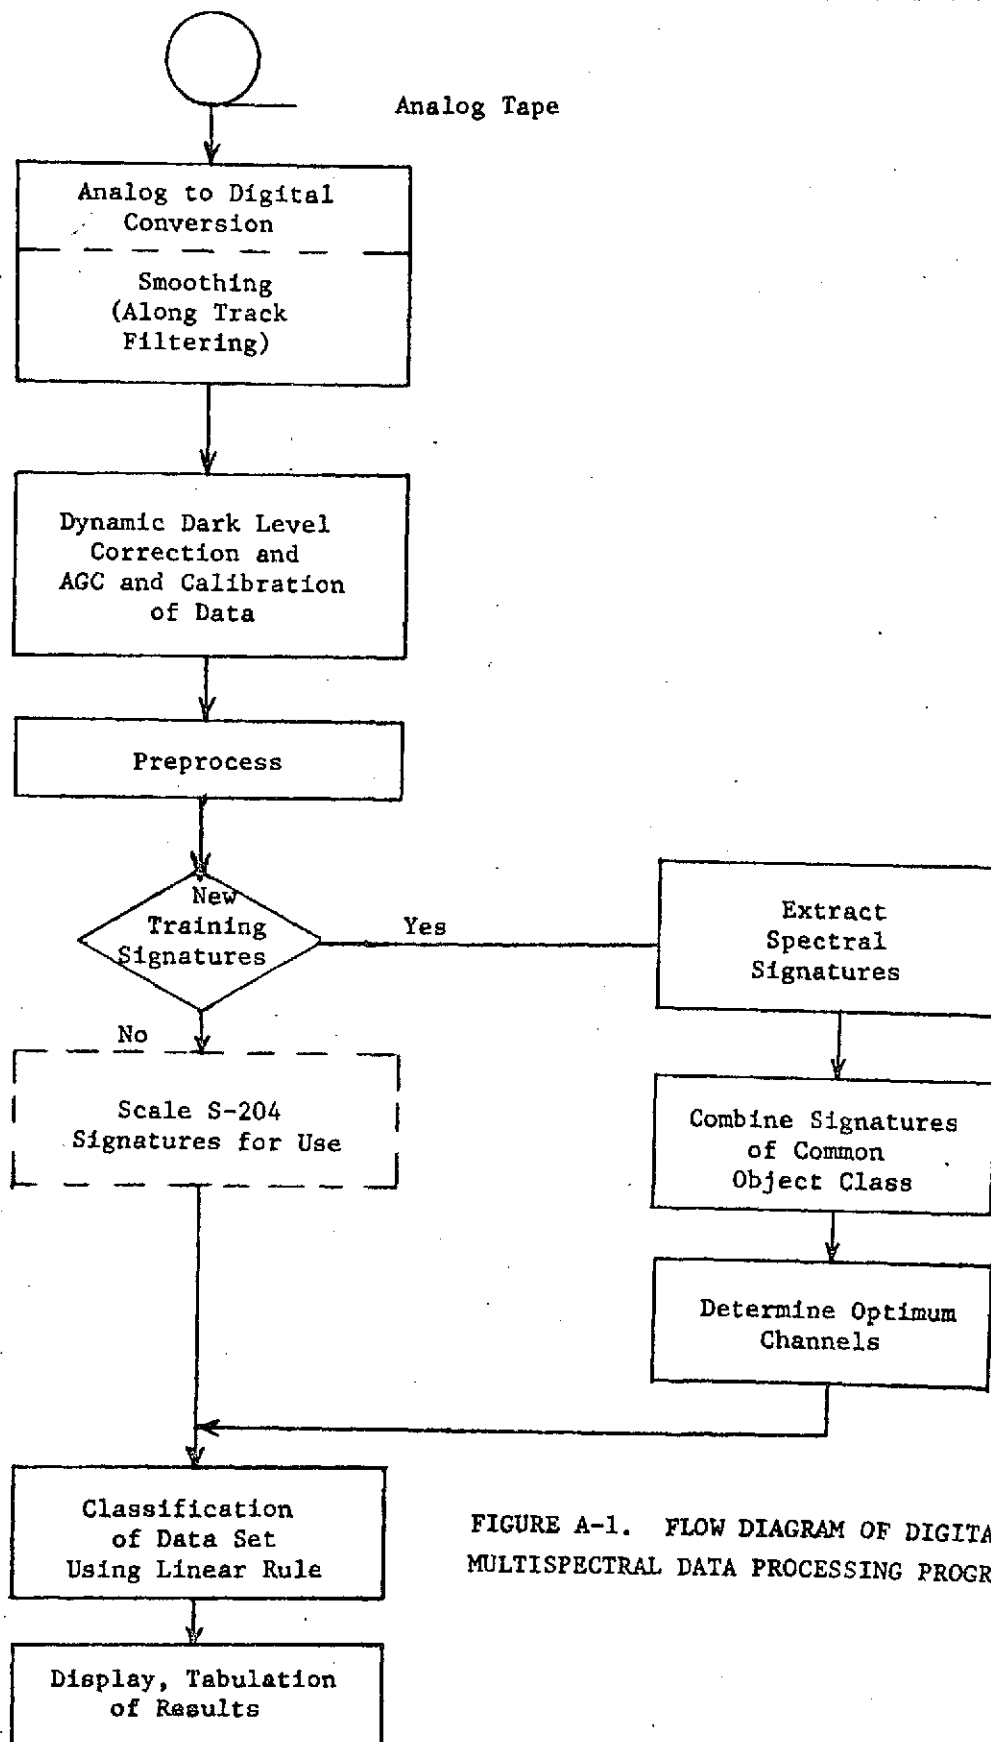 Analog Tape
Analog to Digital
Conversion
Smoothing
(Along Track
Filtering)
Dynamic Dark Level
Correction and
AGC and Calibration
of Data
Preprocess
New
Training
Signatures
Yes
No
Scale S-204
Signatures for Use
Extract
Spectral
Signatures
Combine Signatures
of Common
Object Class
Determine Optimum
Channels
Classification
of Data Set
Using Linear Rule
Display, Tabulation
of Results
FIGURE A-1. FLOW DIAGRAM OF DIGITA
MULTISPECTRAL DATA PROCESSING PROGR